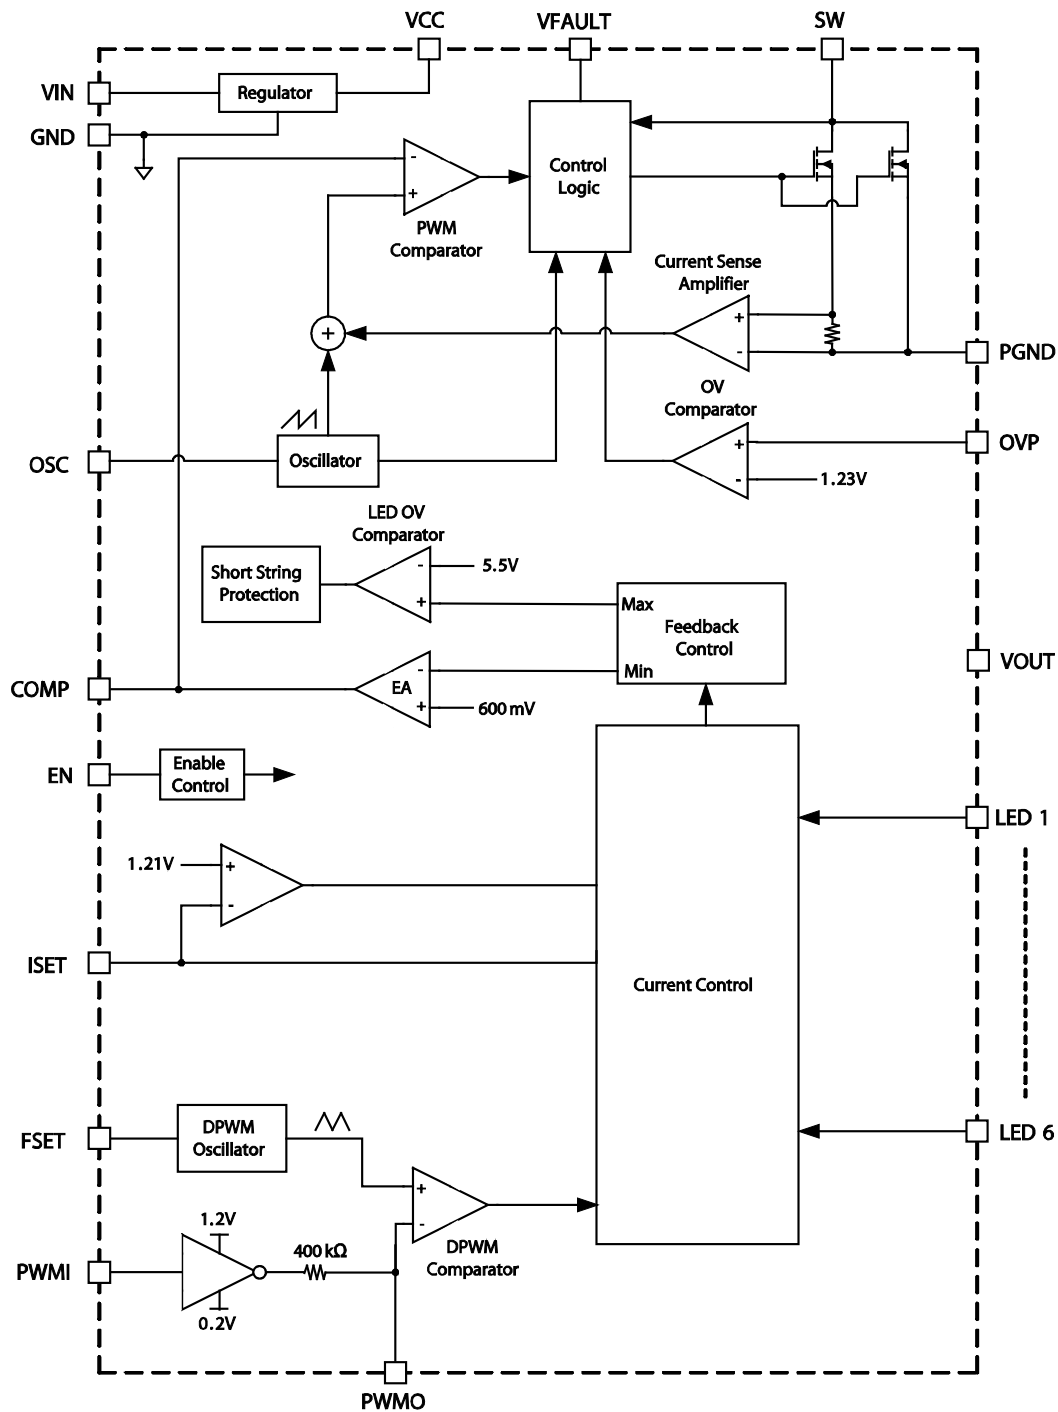 VCC
VFAULT
SW
VIN
Regulator
GND
-
+
PWM
Comparator
Control
Logic
Current Sense
Amplifier
+
-
+
PGND
OV
Comparator
+
-
1.23V
OVP
OSC
Oscillator
LED OV
Comparator
-
+
5.5V
Short String
Protection
Max
Feedback
Control
Min
VOUT
COMP
EA
-
+
600 mV
EN
Enable
Control
LED 1
1.21V
+
-
ISET
Current Control
FSET
DPWM
Oscillator
LED 6
+
-
DPWM
Comparator
1.2V
400 kΩ
PWMI
0.2V
PWMO